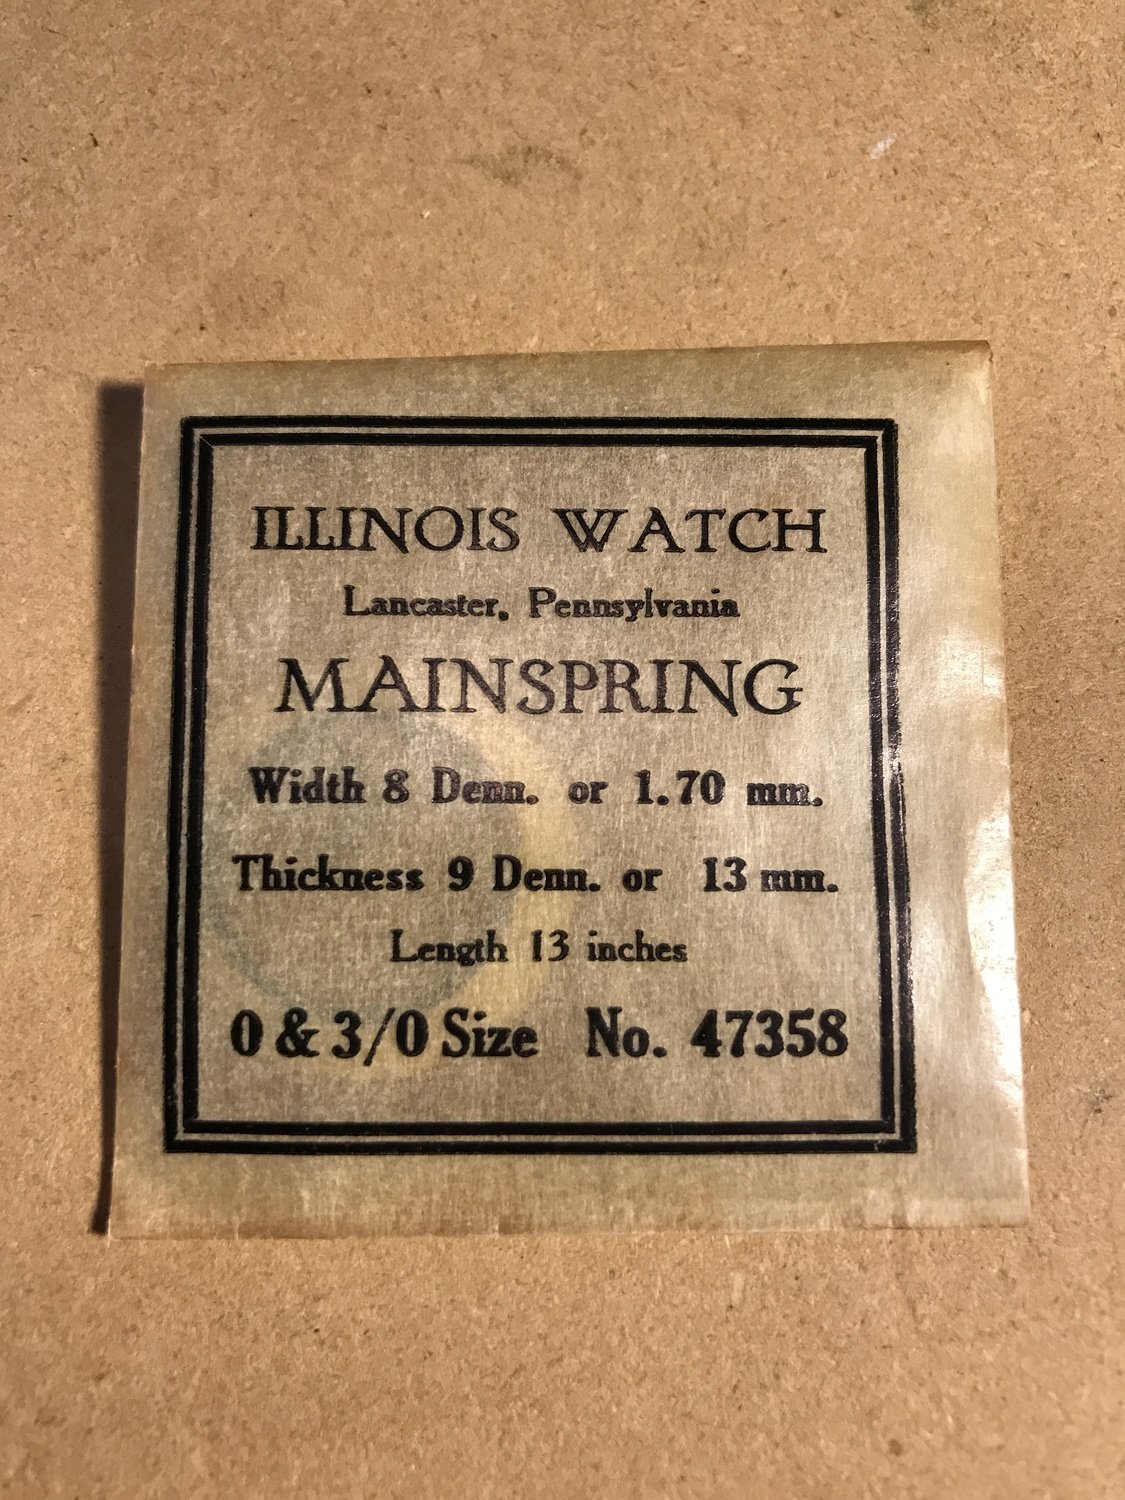 ILLINOIS WATCH
Lancaster, Pennsylvania
MAINSPRING
Width 8 Denn. or 1.70 mm.
Thickness 9 Denn. or 13 mm.
Length 13 inches
0 & 3/0 Size No. 47358